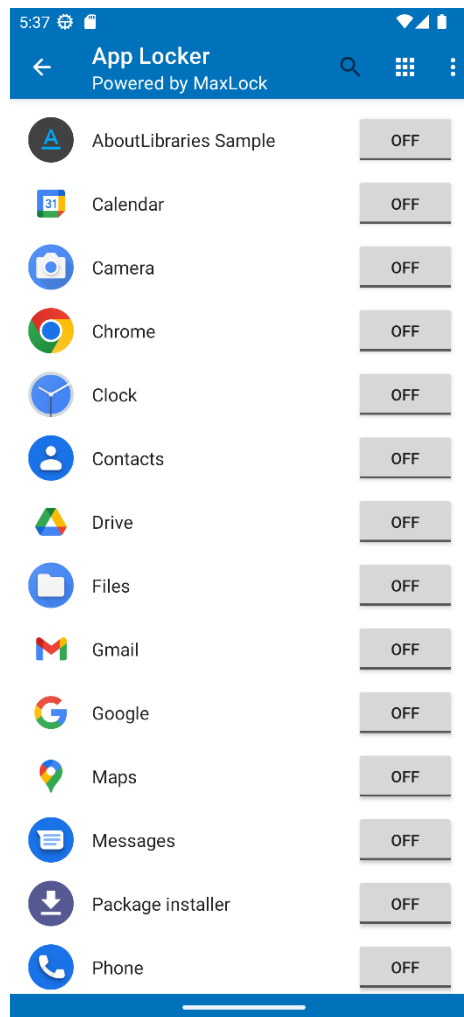 5:37
App Locker
Powered by MaxLock
AboutLibraries Sample OFF
31 Calendar OFF
Camera OFF
Chrome OFF
Clock OFF
Contacts OFF
Drive OFF
Files OFF
Gmail OFF
Google OFF
Maps OFF
Messages OFF
Package installer OFF
Phone OFF